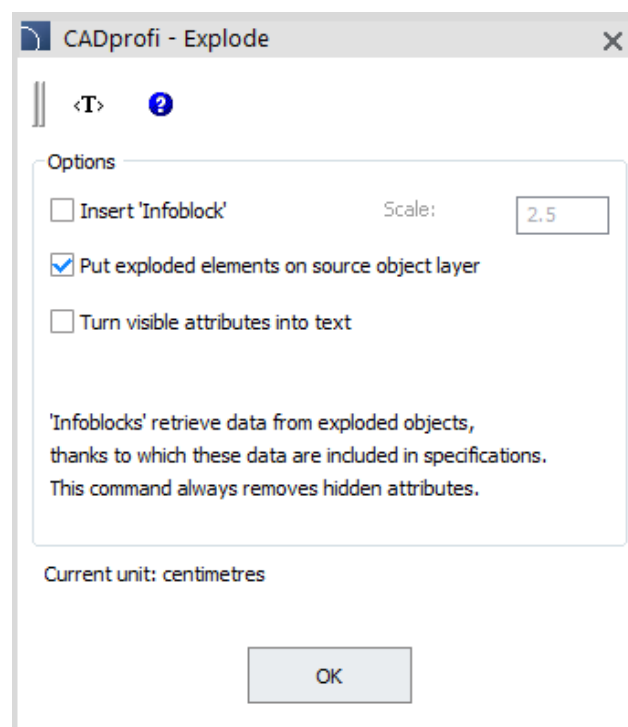 CADprofi - Explode
<T>
?
Options
Insert 'Infoblock' Scale: 2.5
Put exploded elements on source object layer
Turn visible attributes into text
'Infoblocks' retrieve data from exploded objects,
thanks to which these data are included in specifications.
This command always removes hidden attributes.
Current unit: centimetres
OK